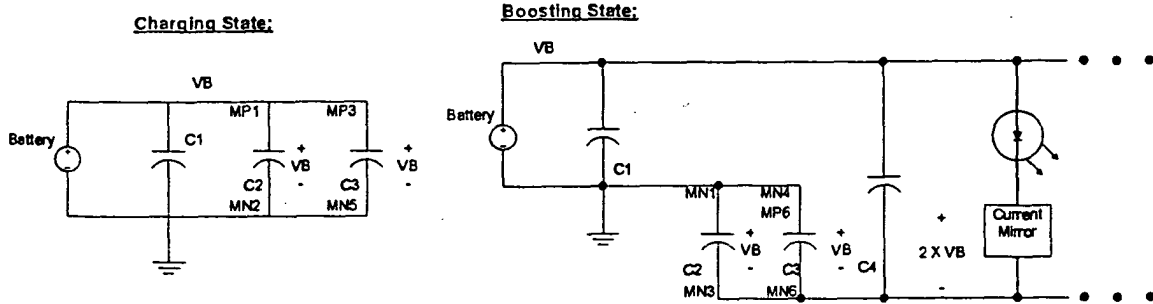 Charging State:
VB
MP1
MP3
Battery
+
-
C1
+
VB
-
+
VB
-
C2
C3
MN2
MN5
Boosting State:
VB
Battery
+
-
C1
MN1
MN4
MP6
+
VB
-
+
VB
-
C2
C3
MN3
MN6
C4
+
2 X VB
-
Current
Mirror